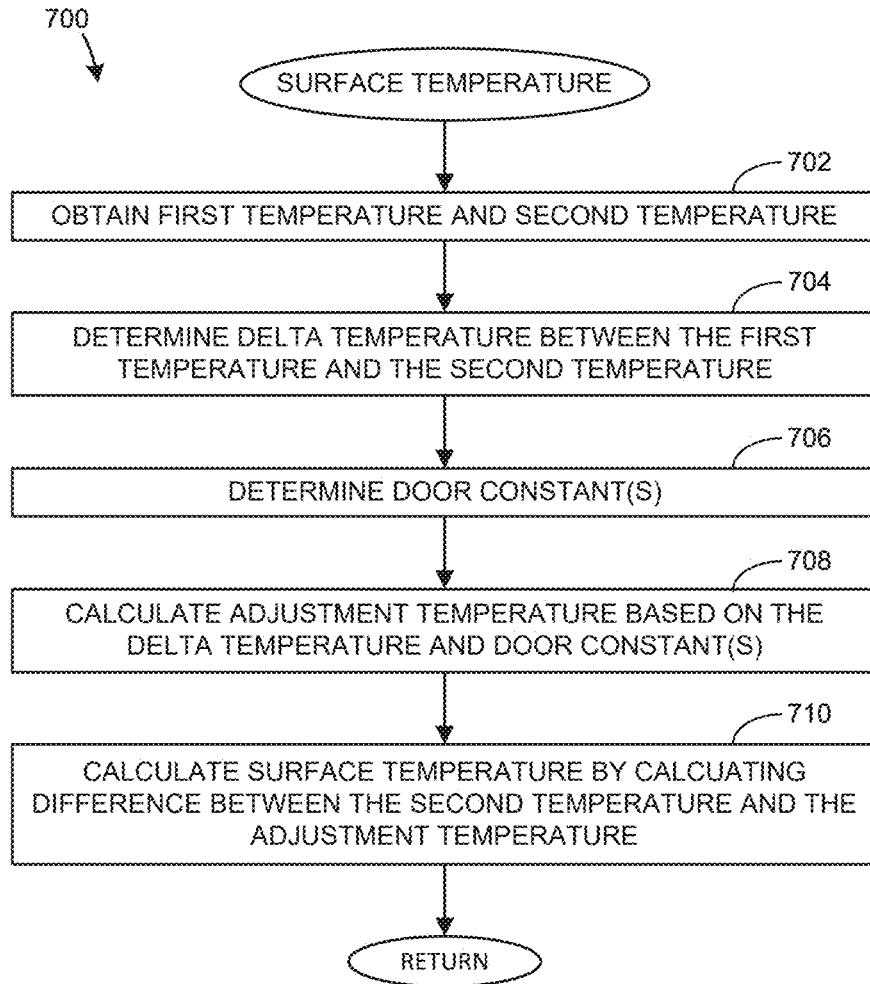 700
SURFACE TEMPERATURE
702
OBTAIN FIRST TEMPERATURE AND SECOND TEMPERATURE
704
DETERMINE DELTA TEMPERATURE BETWEEN THE FIRST
TEMPERATURE AND THE SECOND TEMPERATURE
706
DETERMINE DOOR CONSTANT(S)
708
CALCULATE ADJUSTMENT TEMPERATURE BASED ON THE
DELTA TEMPERATURE AND DOOR CONSTANT(S)
710
CALCULATE SURFACE TEMPERATURE BY CALCUATING
DIFFERENCE BETWEEN THE SECOND TEMPERATURE AND THE
ADJUSTMENT TEMPERATURE
RETURN